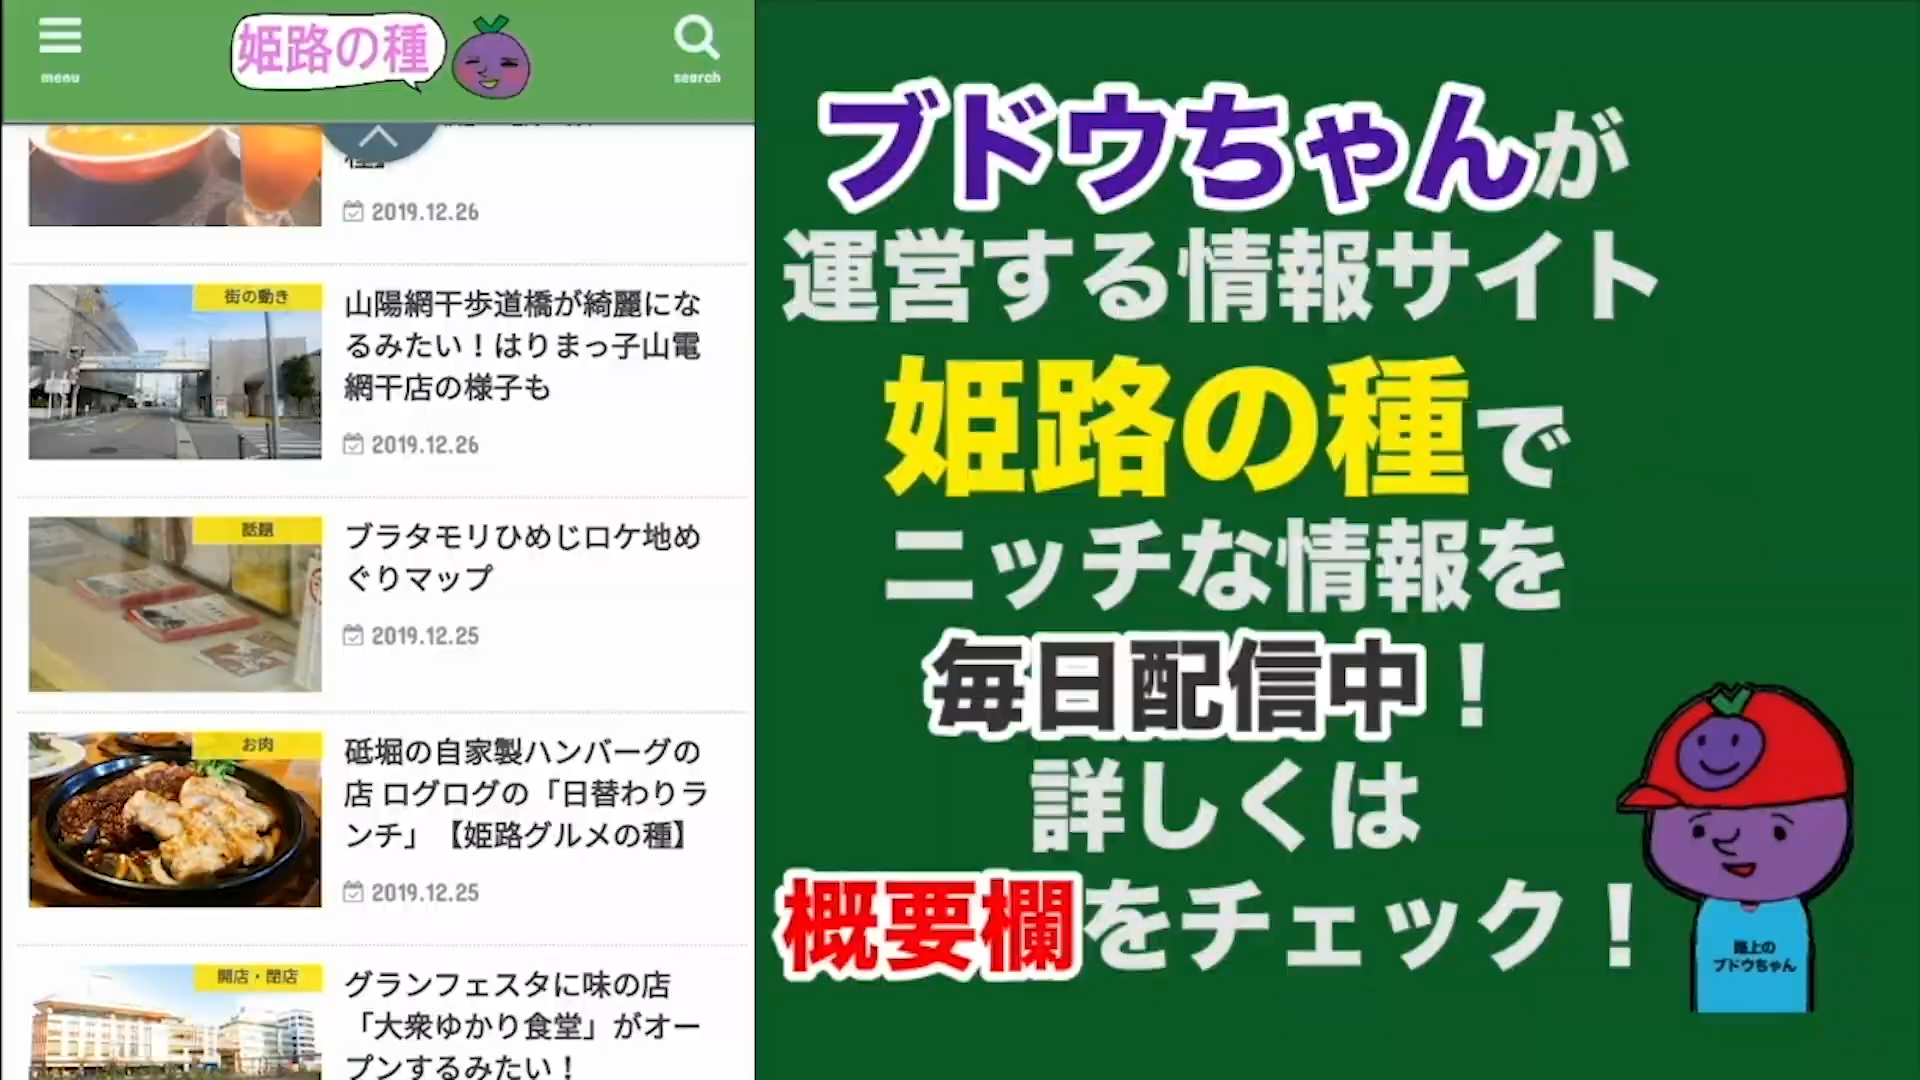 menu
姫路の種
search
2019.12.26
街の動き
山陽網干歩道橋が綺麗にな
るみたい！はりまっ子山電
網干店の様子も
2019.12.26
話題
ブラタモリひめじロケ地め
ぐりマップ
2019.12.25
お肉
砥堀の自家製ハンバーグの
店 ログログの「日替わりラ
ンチ」【姫路グルメの種】
2019.12.25
開店・閉店
グランフェスタに味の店
「大衆ゆかり食堂」がオー
プンするみたい！
ブドウちゃんが
運営する情報サイト
姫路の種で
ニッチな情報を
毎日配信中！
詳しくは
概要欄をチェック！
路上の
ブドウちゃん